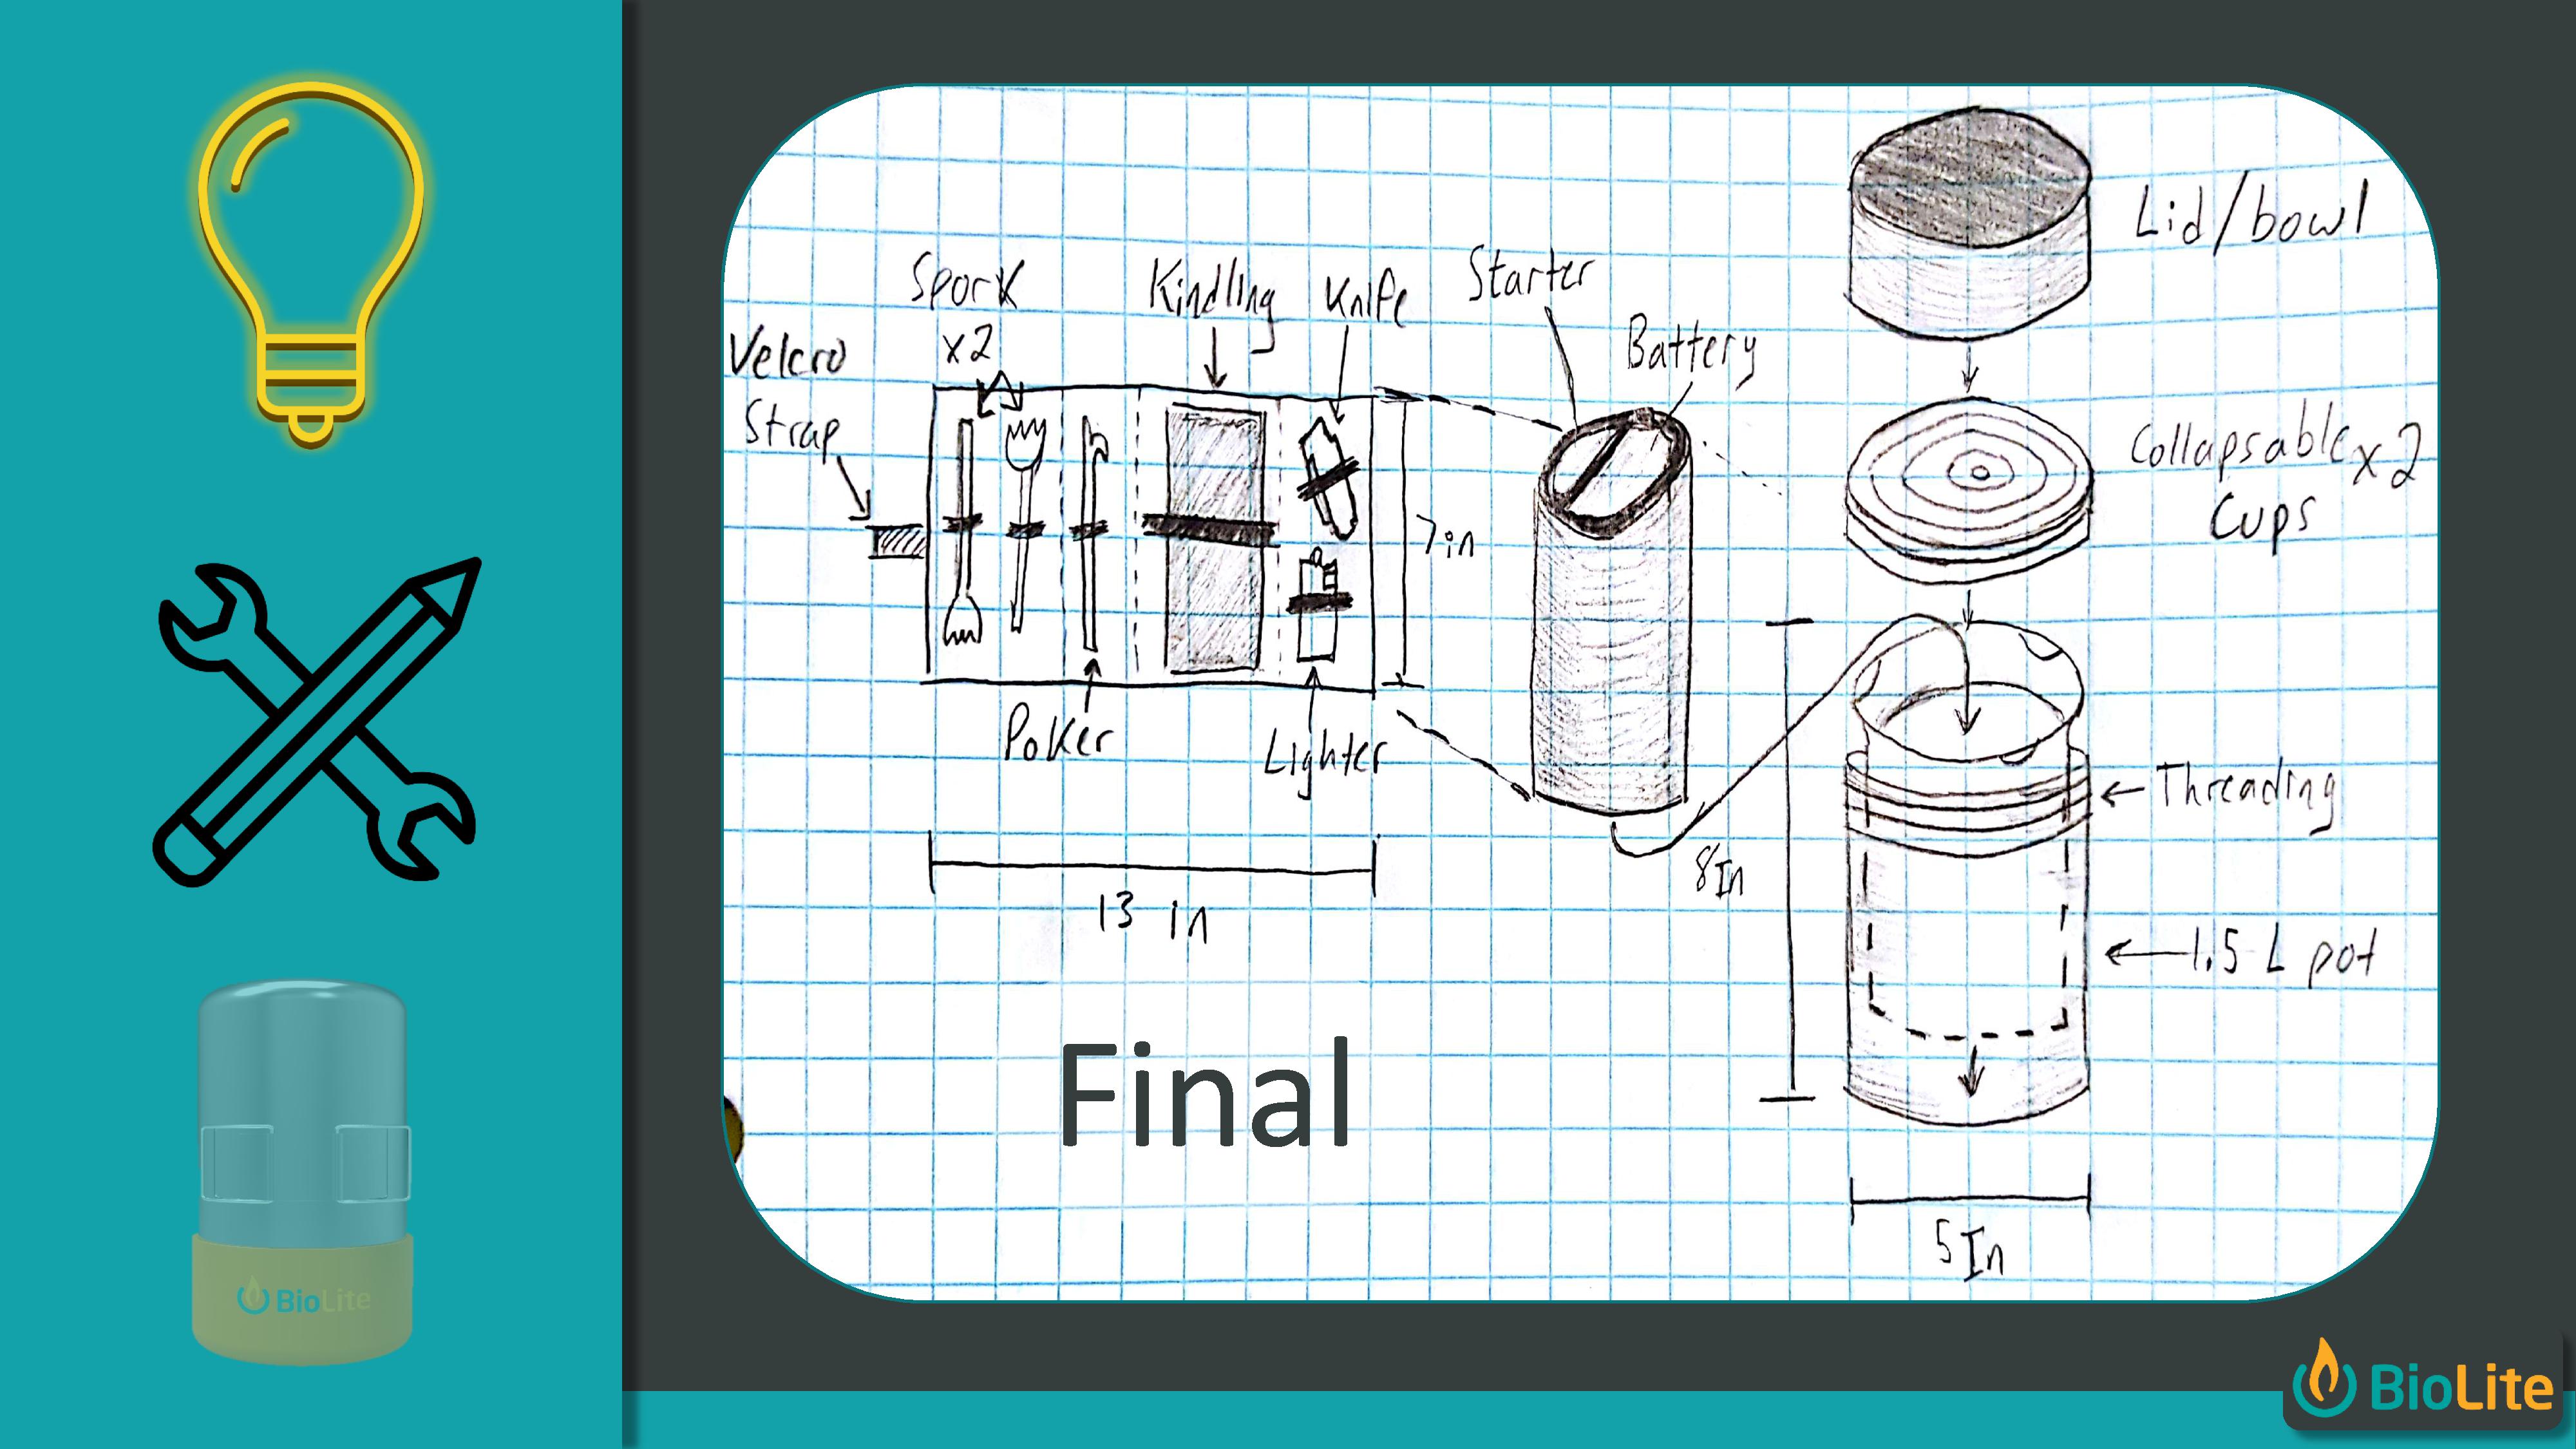 Lid/bowl
Spork
x2
Kindling
Knife
Starter
Battery
Velcro
Strap
Collapsable x2
Cups
7in
Poker
Lighter
Threading
8In
13 in
1.5 L pot
Final
5In
BioLite
BioLite